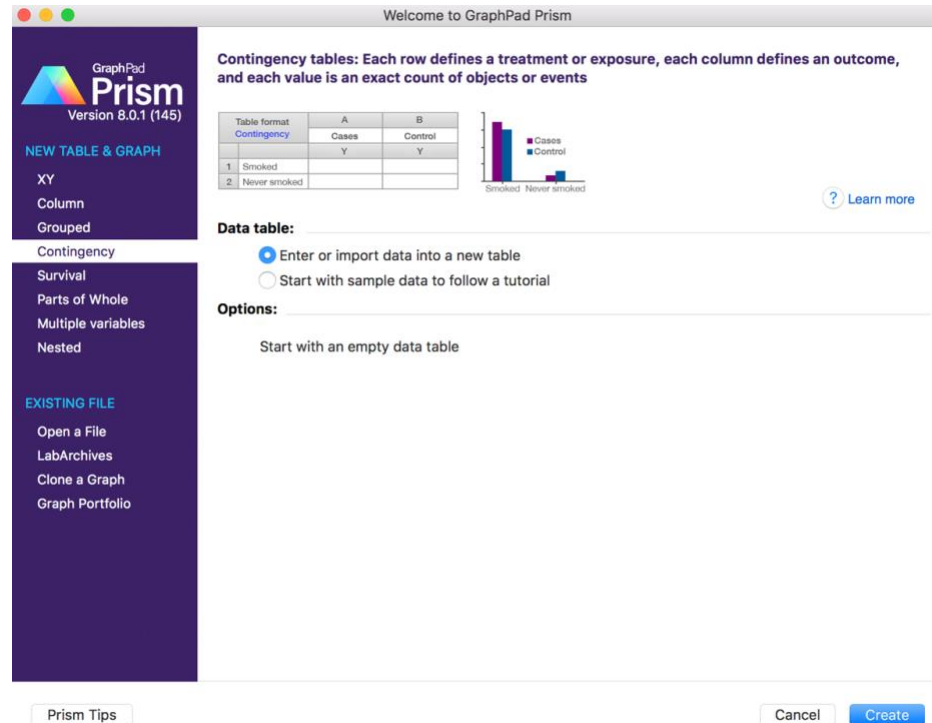 Welcome to GraphPad Prism
GraphPad
Prism
Version 8.0.1 (145)
NEW TABLE & GRAPH
XY
Column
Grouped
Contingency
Survival
Parts of Whole
Multiple variables
Nested
EXISTING FILE
Open a File
LabArchives
Clone a Graph
Graph Portfolio
Contingency tables: Each row defines a treatment or exposure, each column defines an outcome,
and each value is an exact count of objects or events
Table format A B
Contingency Cases Control
Y Y
1 Smoked
2 Never smoked
Cases
Control
Smoked Never smoked
? Learn more
Data table:
Enter or import data into a new table
Start with sample data to follow a tutorial
Options:
Start with an empty data table
Prism Tips
Cancel Create